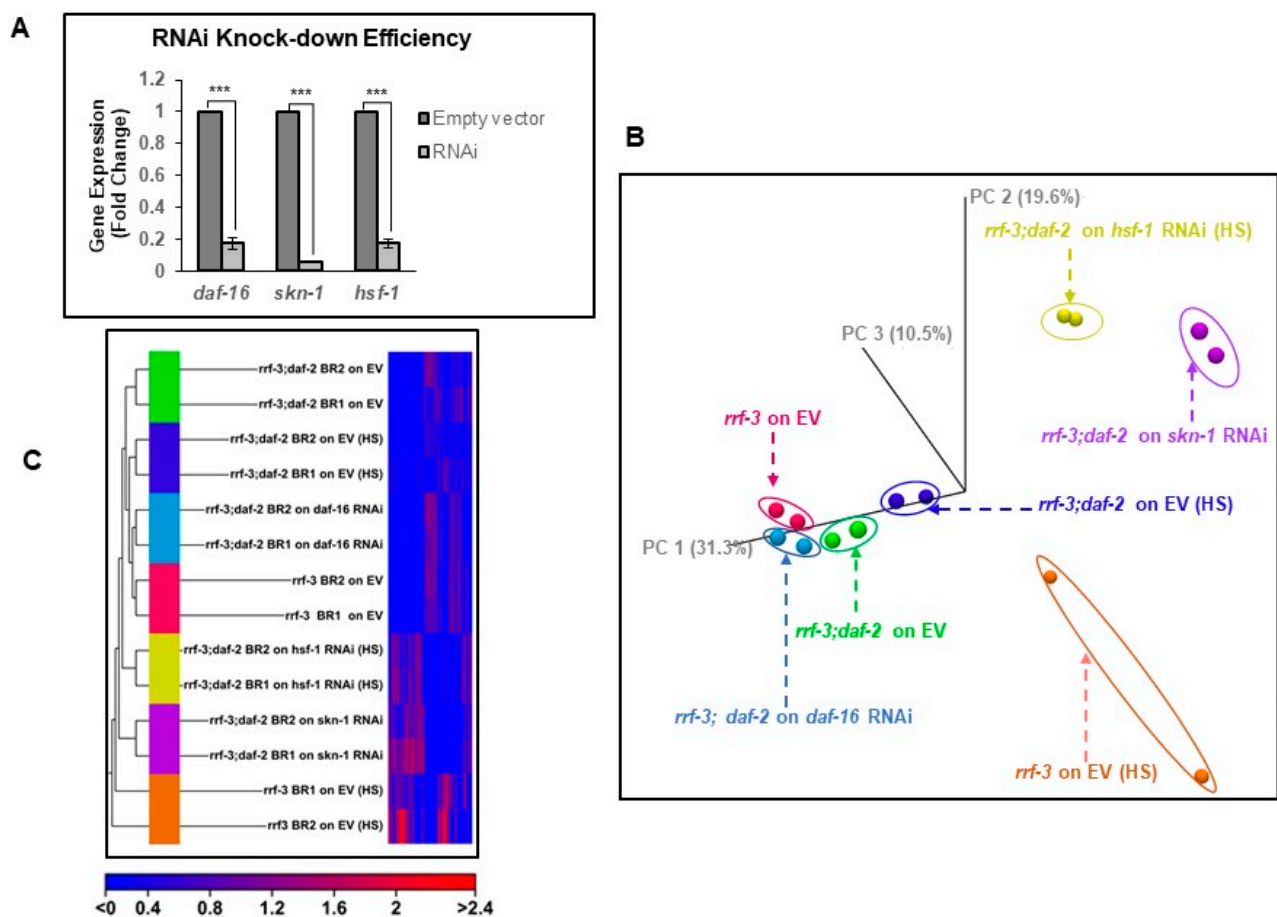 A
RNAi Knock-down Efficiency
Gene Expression
(Fold Change)
1.2
1
0.8
0.6
0.4
0.2
0
***
***
***
Empty vector
RNAi
daf-16
skn-1
hsf-1
B
PC 2 (19.6%)
rrf-3;daf-2 on hsf-1 RNAi (HS)
PC 3 (10.5%)
rrf-3 on EV
rrf-3;daf-2 on skn-1 RNAi
rrf-3;daf-2 on EV (HS)
PC 1 (31.3%)
rrf-3;daf-2 on EV
rrf-3; daf-2 on daf-16 RNAi
rrf-3 on EV (HS)
C
rrf-3;daf-2 BR2 on EV
rrf-3;daf-2 BR1 on EV
rrf-3;daf-2 BR2 on EV (HS)
rrf-3;daf-2 BR1 on EV (HS)
rrf-3;daf-2 BR2 on daf-16 RNAi
rrf-3;daf-2 BR1 on daf-16 RNAi
rrf-3 BR2 on EV
rrf-3 BR1 on EV
rrf-3;daf-2 BR2 on hsf-1 RNAi (HS)
rrf-3;daf-2 BR1 on hsf-1 RNAi (HS)
rrf-3;daf-2 BR2 on skn-1 RNAi
rrf-3;daf-2 BR1 on skn-1 RNAi
rrf-3 BR1 on EV (HS)
rrf3 BR2 on EV (HS)
<0 0.4 0.8 1.2 1.6 2 >2.4